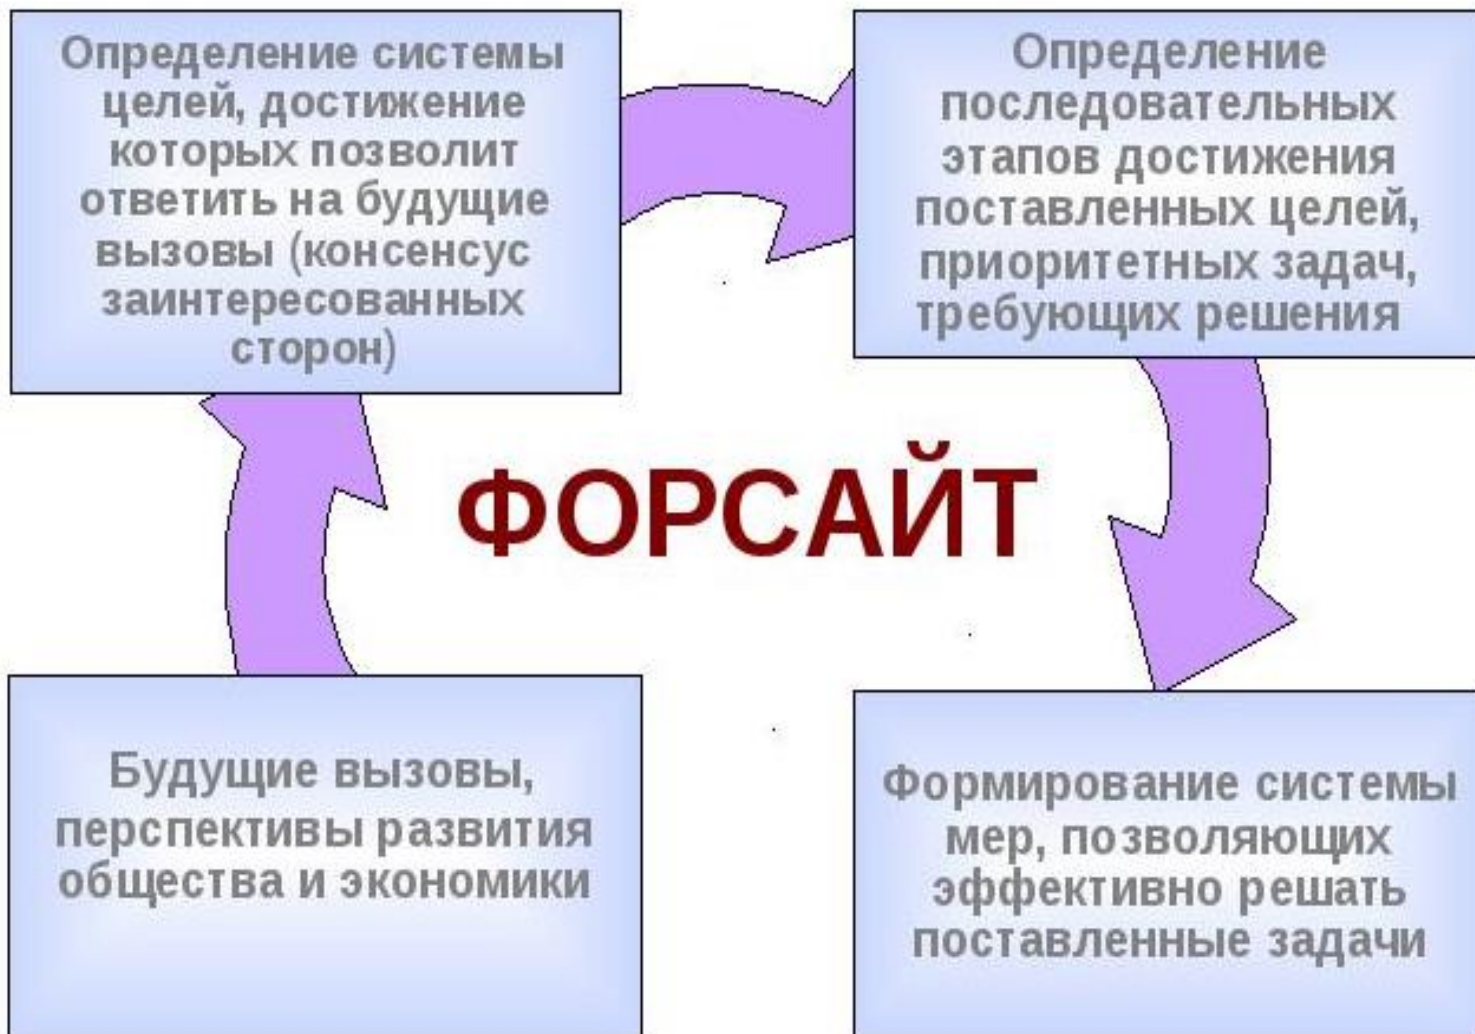 Определение системы
целей, достижение
которых позволит
ответить на будущие
вызовы (консенсус
заинтересованных
сторон)
Определение
последовательных
этапов достижения
поставленных целей,
приоритетных задач,
требующих решения
ФОРСАЙТ
Будущие вызовы,
перспективы развития
общества и экономики
Формирование системы
мер, позволяющих
эффективно решать
поставленные задачи